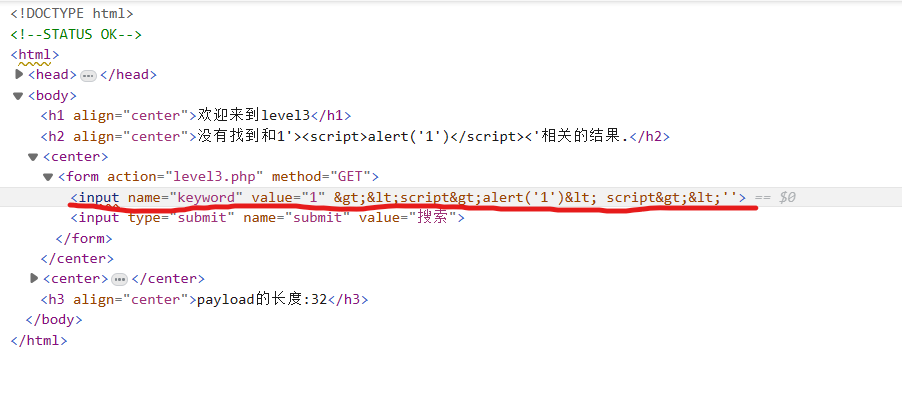 <!DOCTYPE html>
<!--STATUS OK-->
<html>
<head> ⋯ </head>
<body>
<h1 align="center">欢迎来到level3</h1>
<h2 align="center">没有找到和1'><script>alert('1')</script><'相关的结果.</h2>
<center>
<form action="level3.php" method="GET">
<input name="keyword" value="1" &gt;&lt;script&gt;alert('1')&lt; script&gt;&lt;''> == $0
<input type="submit" name="submit" value="搜索">
</form>
</center>
<center> ⋯ </center>
<h3 align="center">payload的长度:32</h3>
</body>
</html>